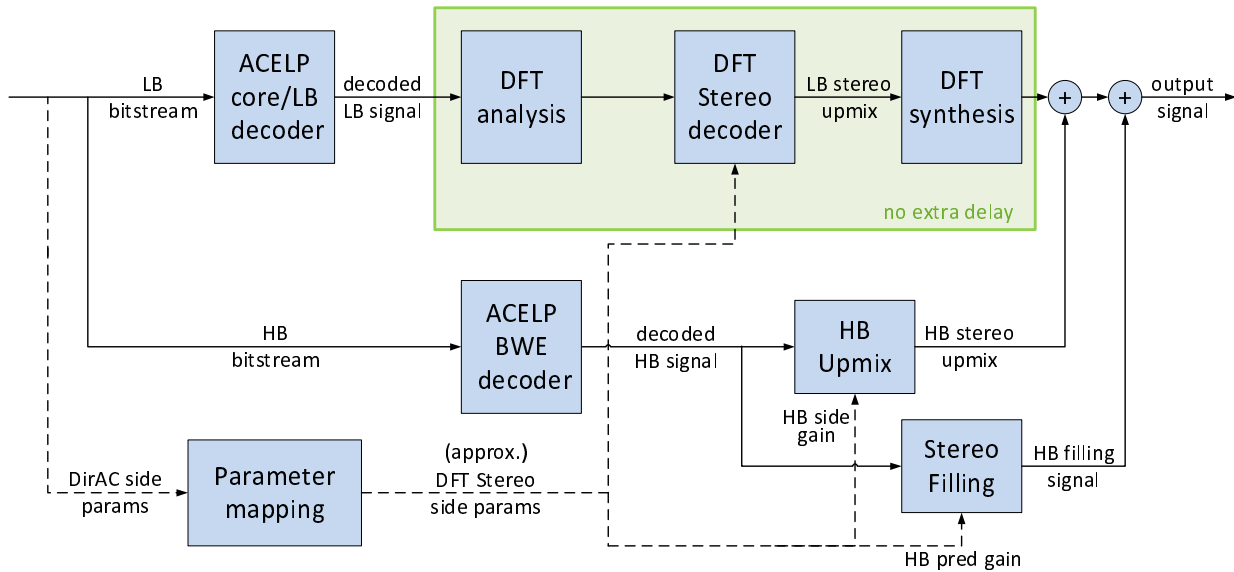 LB
bitstream
ACELP
core/LB
decoder
decoded
LB signal
DFT
analysis
DFT
Stereo
decoder
LB stereo
upmix
DFT
synthesis
+
+
output
signal
no extra delay
HB
bitstream
ACELP
BWE
decoder
decoded
HB signal
HB
Upmix
HB stereo
upmix
HB side
gain
Stereo
Filling
HB filling
signal
DirAC side
params
Parameter
mapping
(approx.)
DFT Stereo
side params
HB pred gain